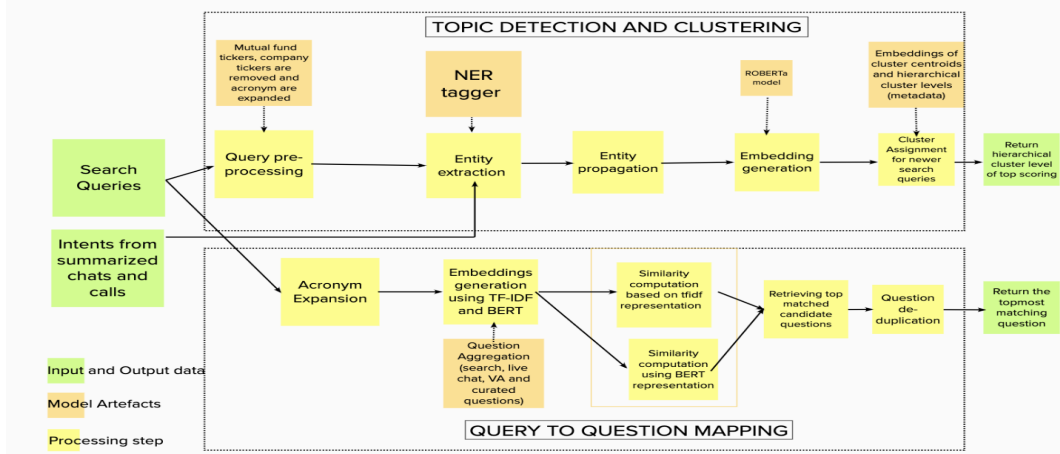 TOPIC DETECTION AND CLUSTERING
Mutual fund
tickers, company
tickers are
removed and
acronym are
expanded
NER
tagger
ROBERTa
model
Embeddings of
cluster centroids
and hierarchical
cluster levels
(metadata)
Search
Queries
Query pre-
processing
Entity
extraction
Entity
propagation
Embedding
generation
Cluster
Assignment
for newer
search
queries
Return
hierarchical
cluster level
of top scoring
Intents from
summarized
chats and
calls
Acronym
Expansion
Embeddings
generation
using TF-IDF
and BERT
Similarity
computation
based on tfidf
representation
Retrieving top
matched
candidate
questions
Question
de-
duplication
Return the
topmost
matching
question
Question
Aggregation
(search, live
chat, VA and
curated
questions)
Similarity
computation
using BERT
representation
Input and Output data
Model Artefacts
Processing step
QUERY TO QUESTION MAPPING